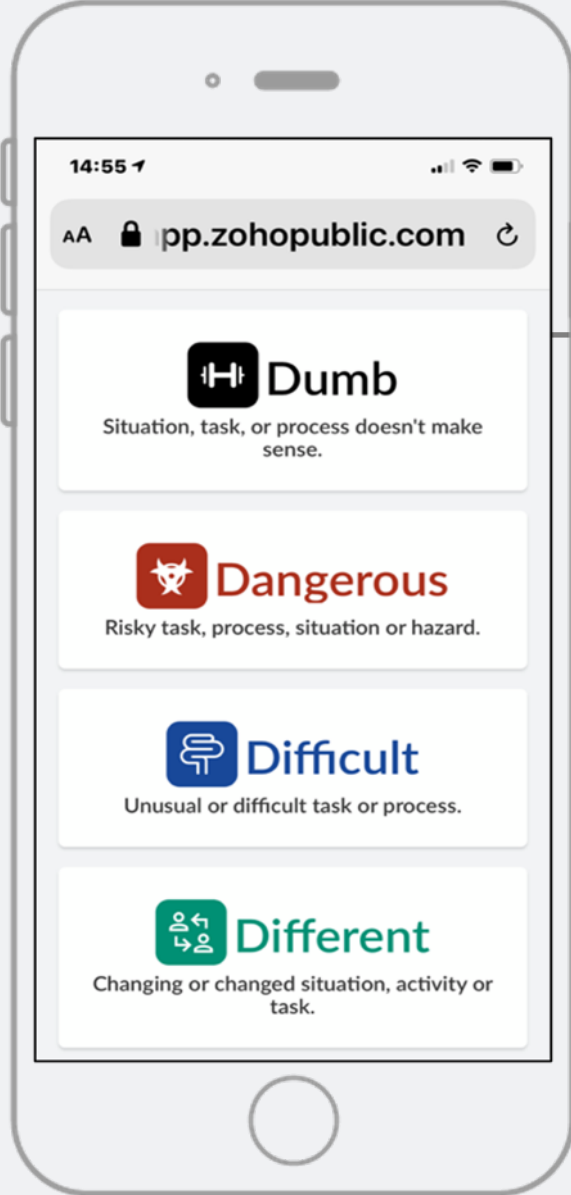 14:55
AA pp.zohopublic.com
Dumb
Situation, task, or process doesn't make
sense.
Dangerous
Risky task, process, situation or hazard.
Difficult
Unusual or difficult task or process.
Different
Changing or changed situation, activity or
task.